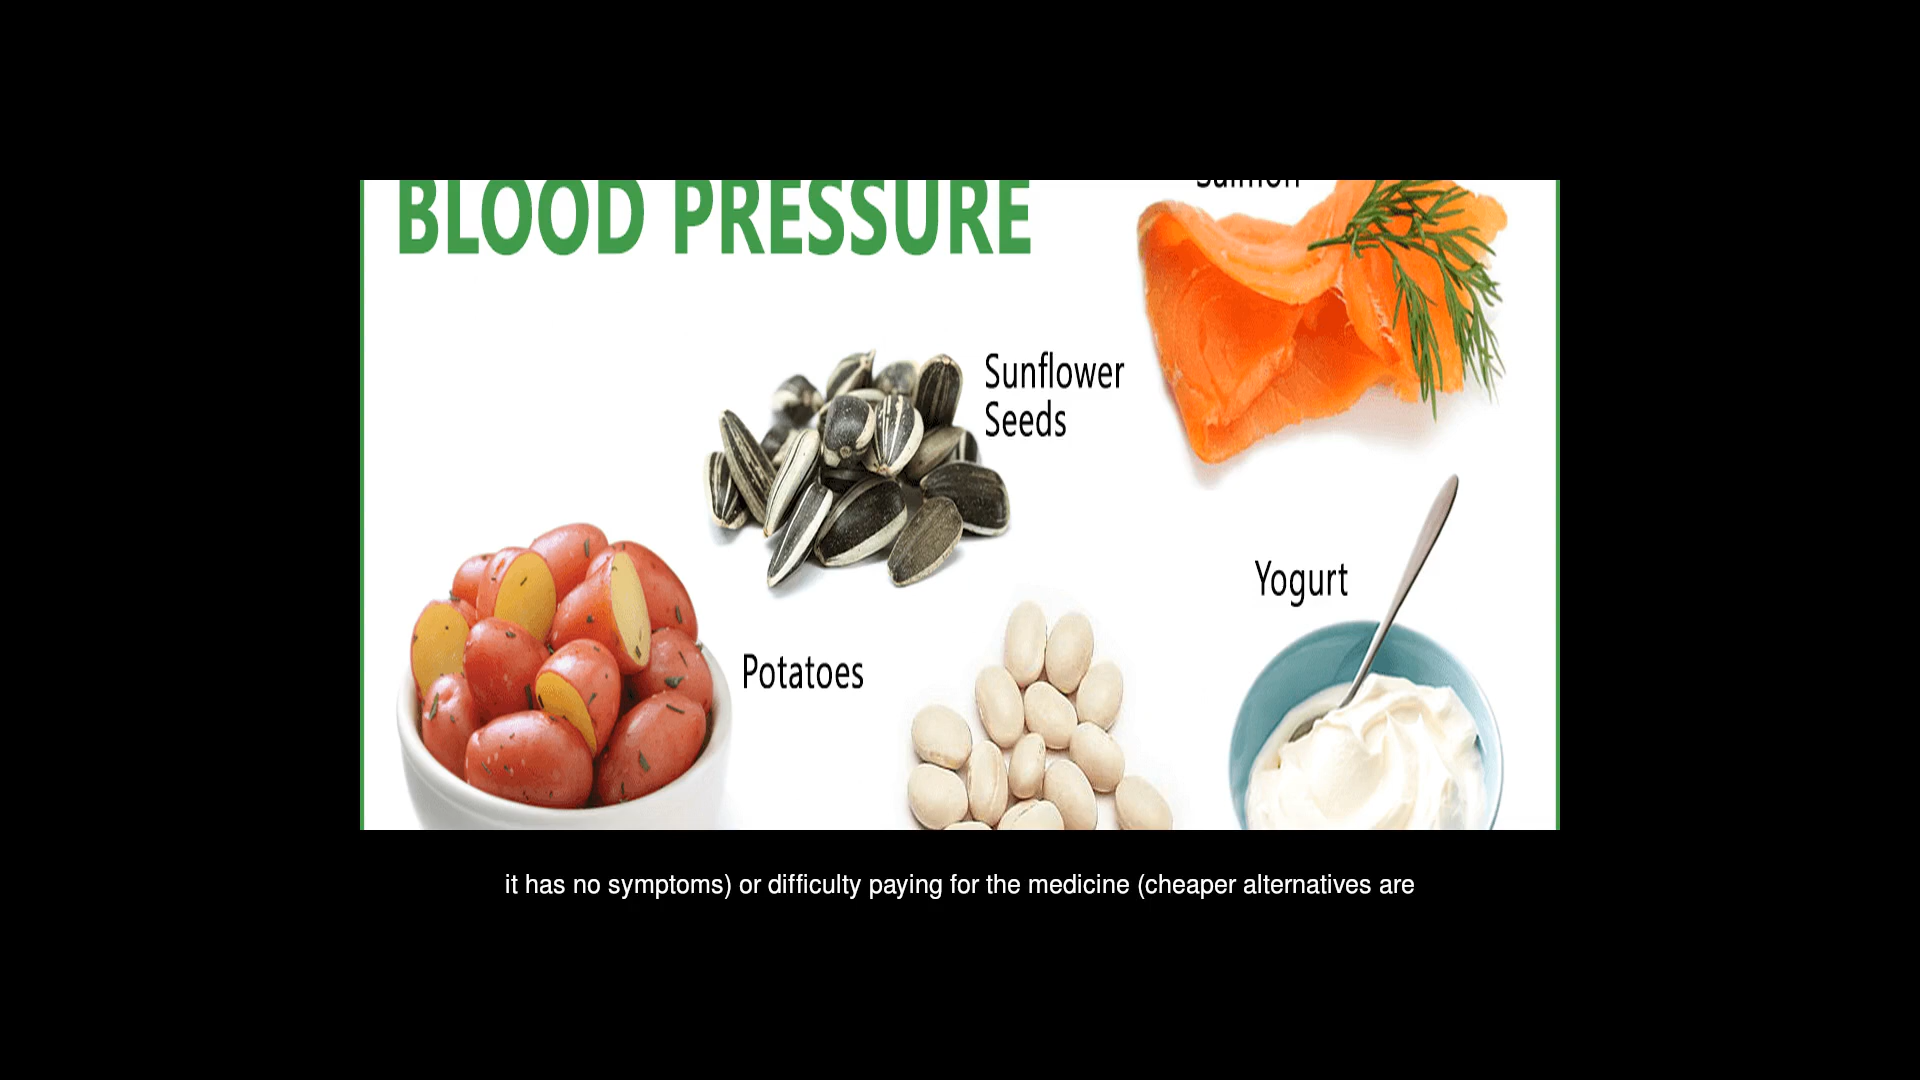 BLOOD PRESSURE
Salmon
Sunflower
Seeds
Yogurt
Potatoes
it has no symptoms) or difficulty paying for the medicine (cheaper alternatives are